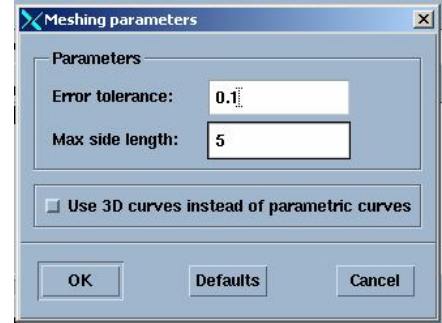 Meshing parameters
Parameters
Error tolerance: 0.1
Max side length: 5
Use 3D curves instead of parametric curves
OK Defaults Cancel